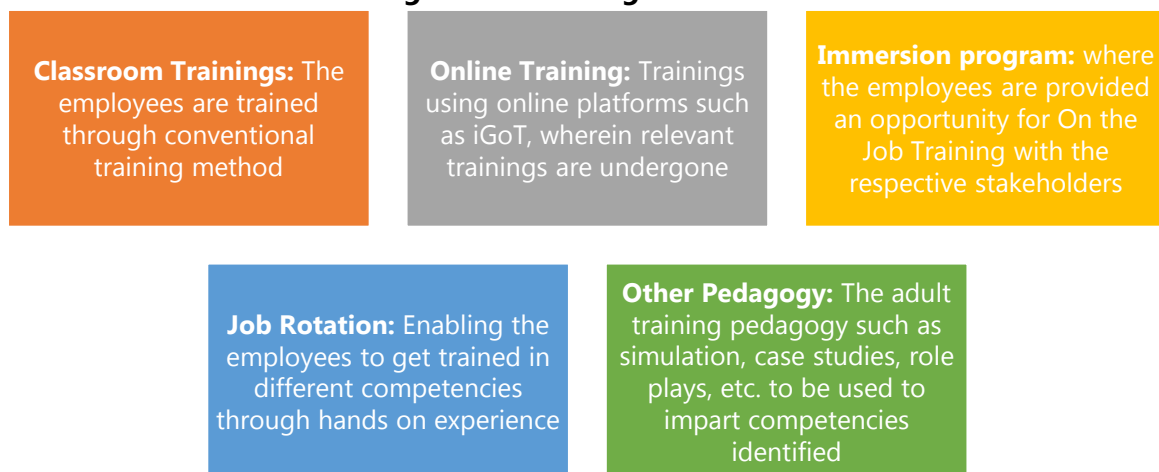 Classroom Trainings: The
employees are trained
through conventional
training method
Online Training: Trainings
using online platforms such
as iGoT, wherein relevant
trainings are undergone
Immersion program: where
the employees are provided
an opportunity for On the
Job Training with the
respective stakeholders
Job Rotation: Enabling the
employees to get trained in
different competencies
through hands on experience
Other Pedagogy: The adult
training pedagogy such as
simulation, case studies, role
plays, etc. to be used to
impart competencies
identified